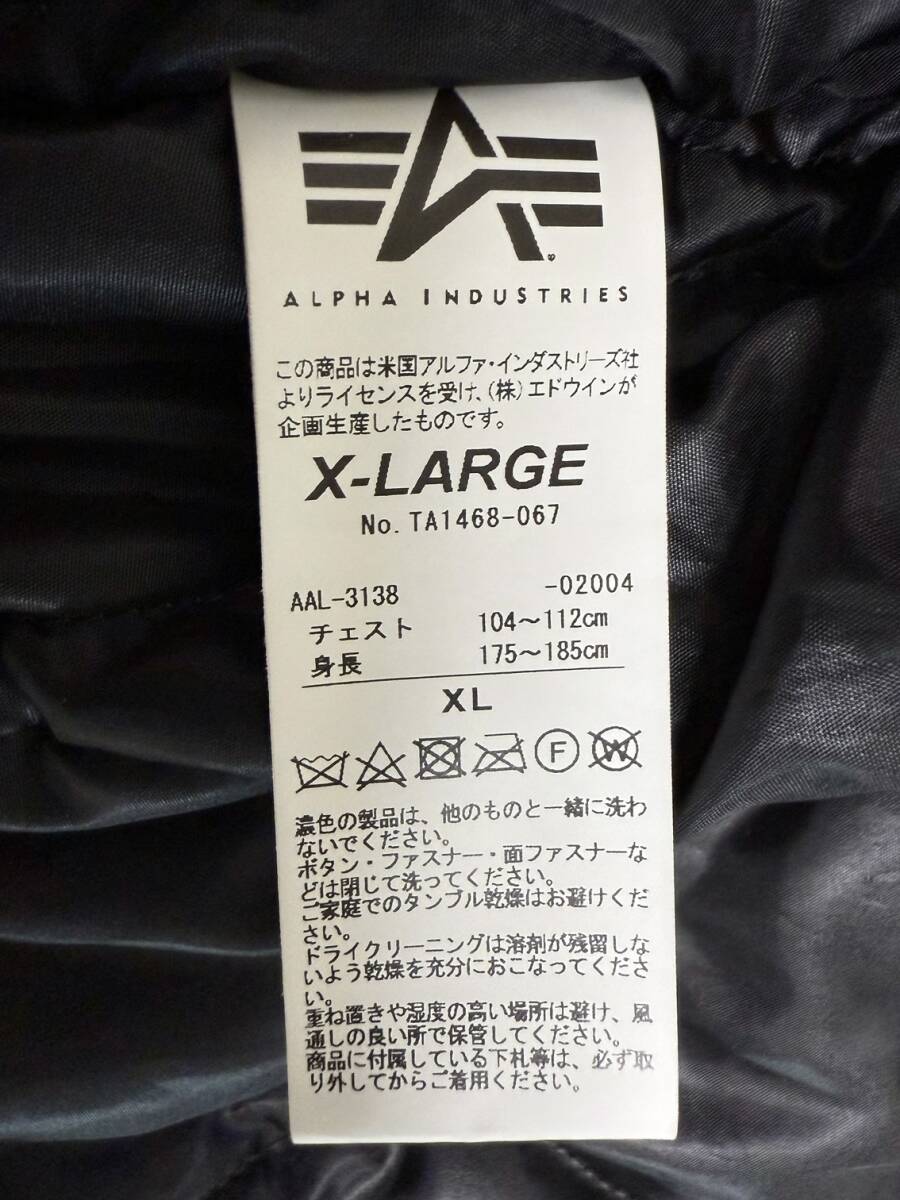 ALPHA INDUSTRIES
この商品は米国アルファ・インダストリーズ社
よりライセンスを受け、(株)エドウインが
企画生産したものです。
X-LARGE
No. TA1468-067
AAL-3138 -02004
チェスト 104～112cm
身長 175～185cm
XL
F W
濃色の製品は、他のものと一緒に洗わ
ないでください。
ボタン・ファスナー・面ファスナーな
どは閉じて洗ってください。
ご家庭でのタンブル乾燥はお避けくだ
さい。
ドライクリーニングは溶剤が残留しな
いよう乾燥を充分におこなってくださ
い。
重ね置きや湿度の高い場所は避け、風
通しの良い所で保管してください。
商品に付属している下札等は、必ず取
り外してからご着用ください。